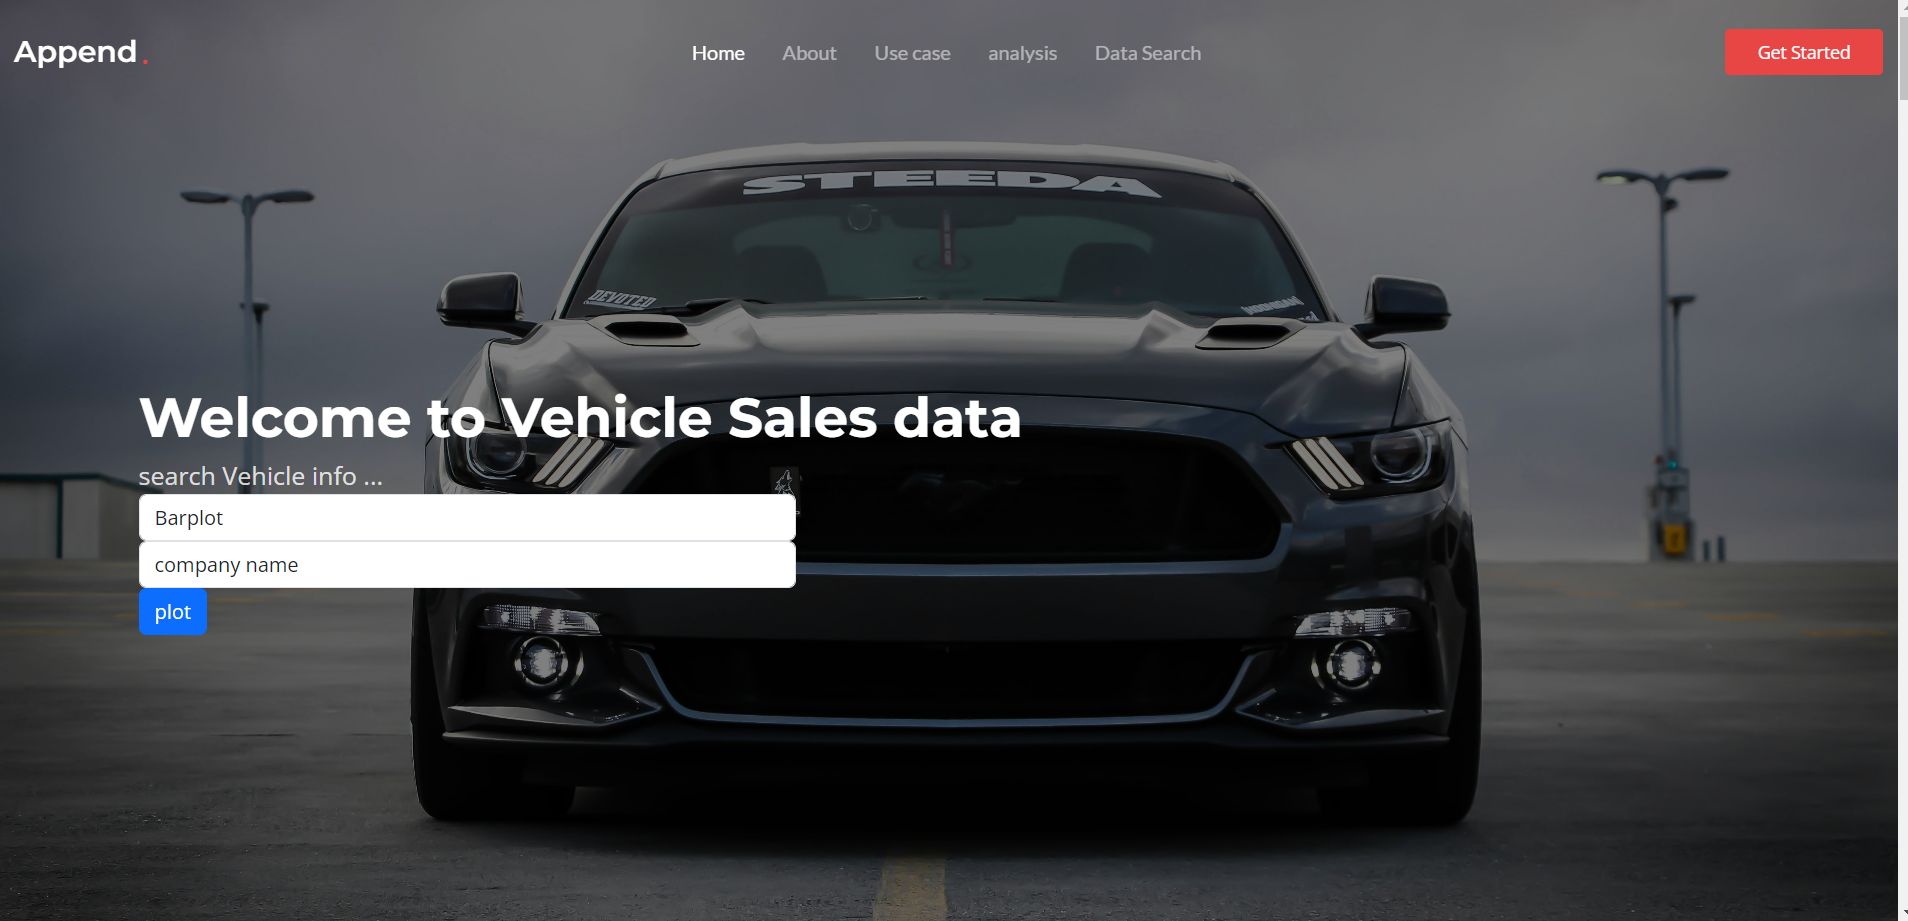 Append.
Home About Use case analysis Data Search
Get Started
STEEDA
DEVOTED
HOONIGAN
Welcome to Vehicle Sales data
search Vehicle info ...
Barplot
company name
plot